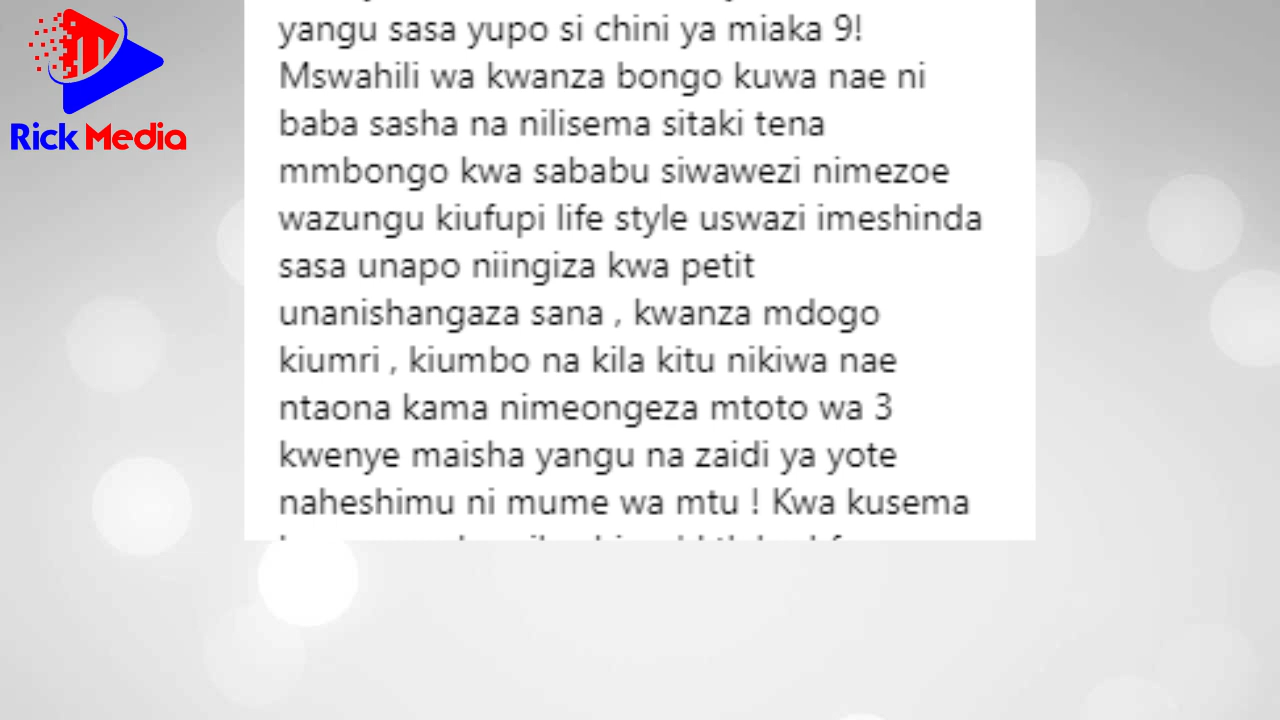 Rick Media
yangu sasa yupo si chini ya miaka 9!
Mswahili wa kwanza bongo kuwa nae ni
baba sasha na nilisema sitaki tena
mmbongo kwa sababu siwawezi nimezoe
wazungu kiufupi life style uswazi imeshinda
sasa unapo niingiza kwa petit
unanishangaza sana , kwanza mdogo
kiumri , kiumbo na kila kitu nikiwa nae
ntaona kama nimeongeza mtoto wa 3
kwenye maisha yangu na zaidi ya yote
naheshimu ni mume wa mtu ! Kwa kusema